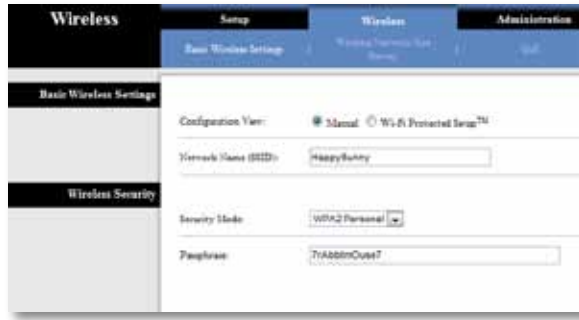 Wireless
Setup
Wireless
Administration
Basic Wireless Settings
QoS
Basic Wireless Settings
Configuration View:
Manual
Wi-Fi Protected Setup™
Network Name (SSID):
HappyBunny
Wireless Security
Security Mode:
WPA2 Personal
Passphrase: